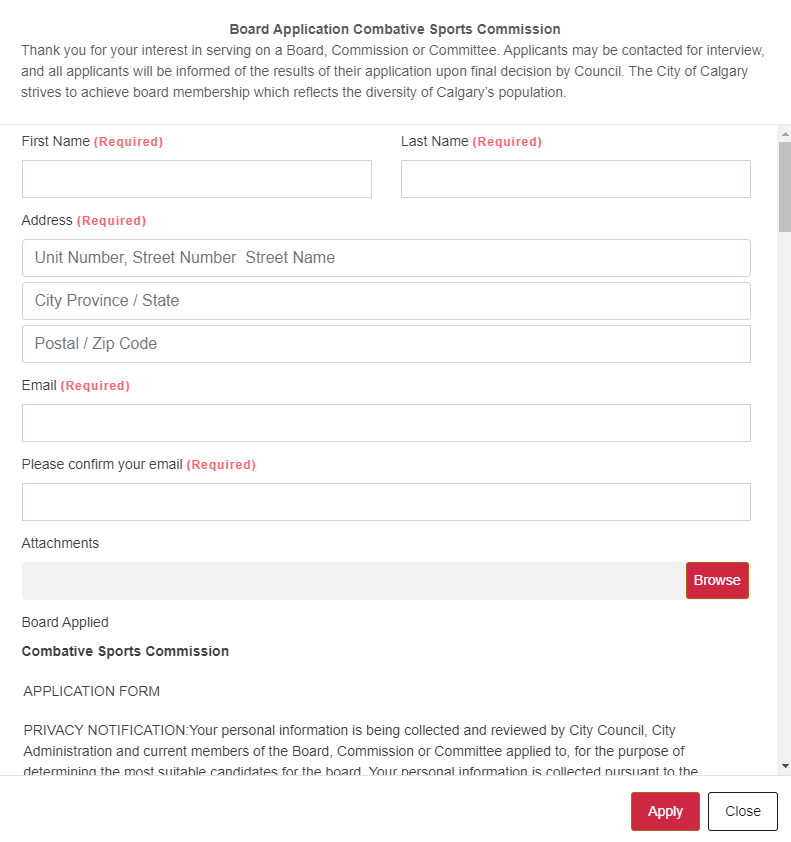 Board Application Combative Sports Commission
Thank you for your interest in serving on a Board, Commission or Committee. Applicants may be contacted for interview,
and all applicants will be informed of the results of their application upon final decision by Council. The City of Calgary
strives to achieve board membership which reflects the diversity of Calgary’s population.
First Name (Required)
Last Name (Required)
Address (Required)
Unit Number, Street Number  Street Name
City Province / State
Postal / Zip Code
Email (Required)
Please confirm your email (Required)
Attachments
Browse
Board Applied
Combative Sports Commission
APPLICATION FORM
PRIVACY NOTIFICATION:Your personal information is being collected and reviewed by City Council, City
Administration and current members of the Board, Commission or Committee applied to, for the purpose of
determining the most suitable candidates for the board. Your personal information is collected pursuant to the
Apply
Close